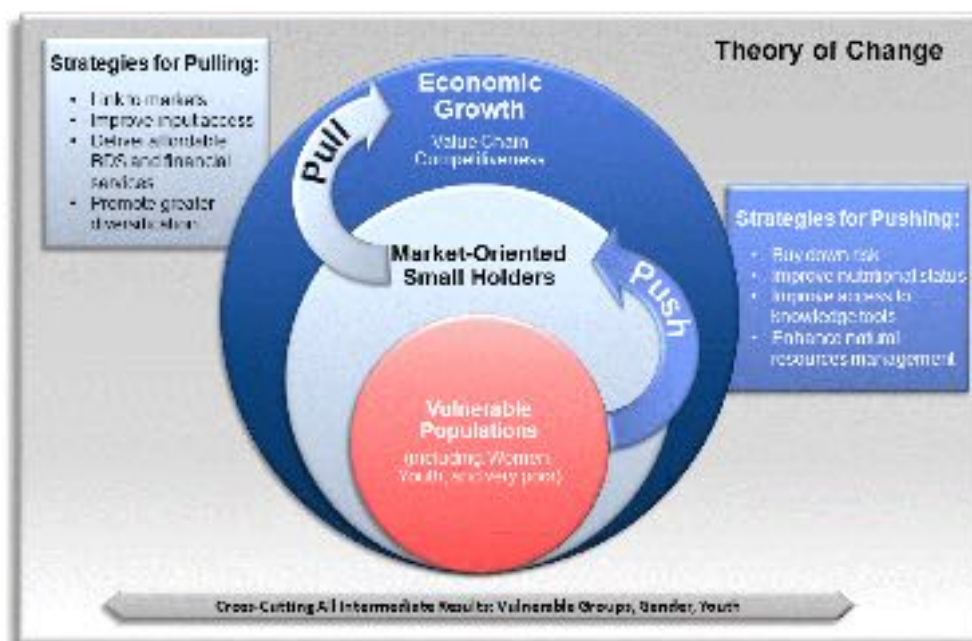 Theory of Change
Strategies for Pulling:
• Link to markets
• Improve input access
• Deliver affordable
BDS and financial
services
• Promote greater
diversification
Economic
Growth
Value Chain
Competitiveness
Pull
Market-Oriented
Small Holders
Push
Vulnerable
Populations
(including: Women,
Youth, and very poor)
Strategies for Pushing:
• Buy down risk
• Improve nutritional status
• Improve access to
knowledge tools
• Enhance natural
resources management
Cross-Cutting All Intermediate Results: Vulnerable Groups, Gender, Youth